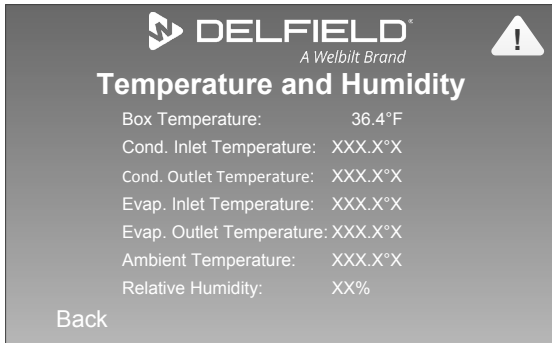 DELFIELD®
A Welbilt Brand
!
Temperature and Humidity
Box Temperature: 36.4°F
Cond. Inlet Temperature: XXX.X°X
Cond. Outlet Temperature: XXX.X°X
Evap. Inlet Temperature: XXX.X°X
Evap. Outlet Temperature: XXX.X°X
Ambient Temperature: XXX.X°X
Relative Humidity: XX%
Back